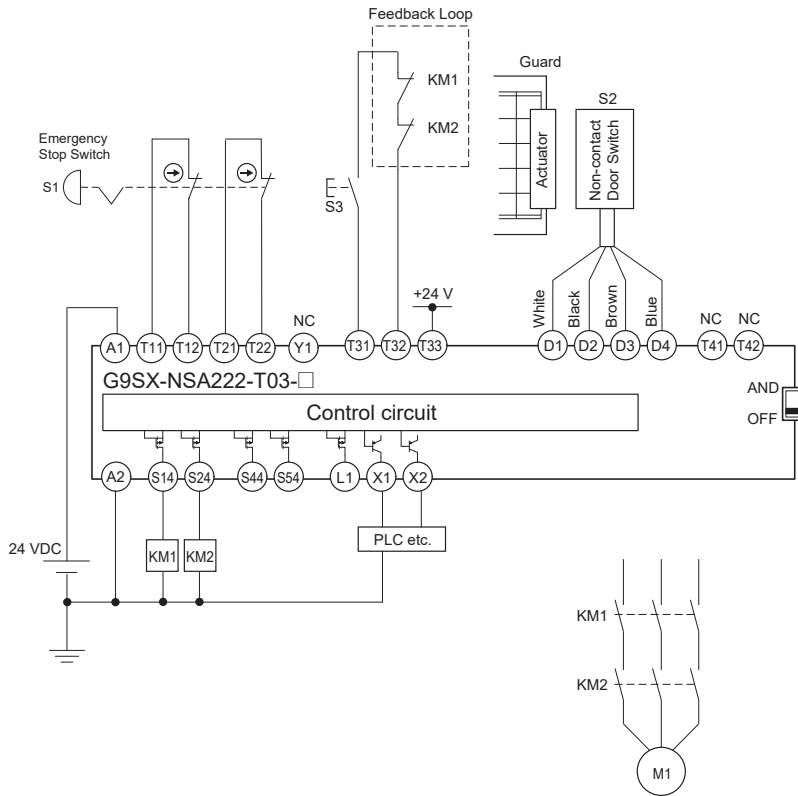 Feedback Loop
KM1
KM2
Guard
Actuator
S2
Non-contact
Door Switch
Emergency
Stop Switch
S1
S3
+24 V
White
Black
Brown
Blue
NC
NC
NC
A1
T11
T12
T21
T22
Y1
T31
T32
T33
D1
D2
D3
D4
T41
T42
G9SX-NSA222-T03-□
Control circuit
AND
OFF
A2
S14
S24
S44
S54
L1
X1
X2
24 VDC
KM1
KM2
PLC etc.
KM1
KM2
M1